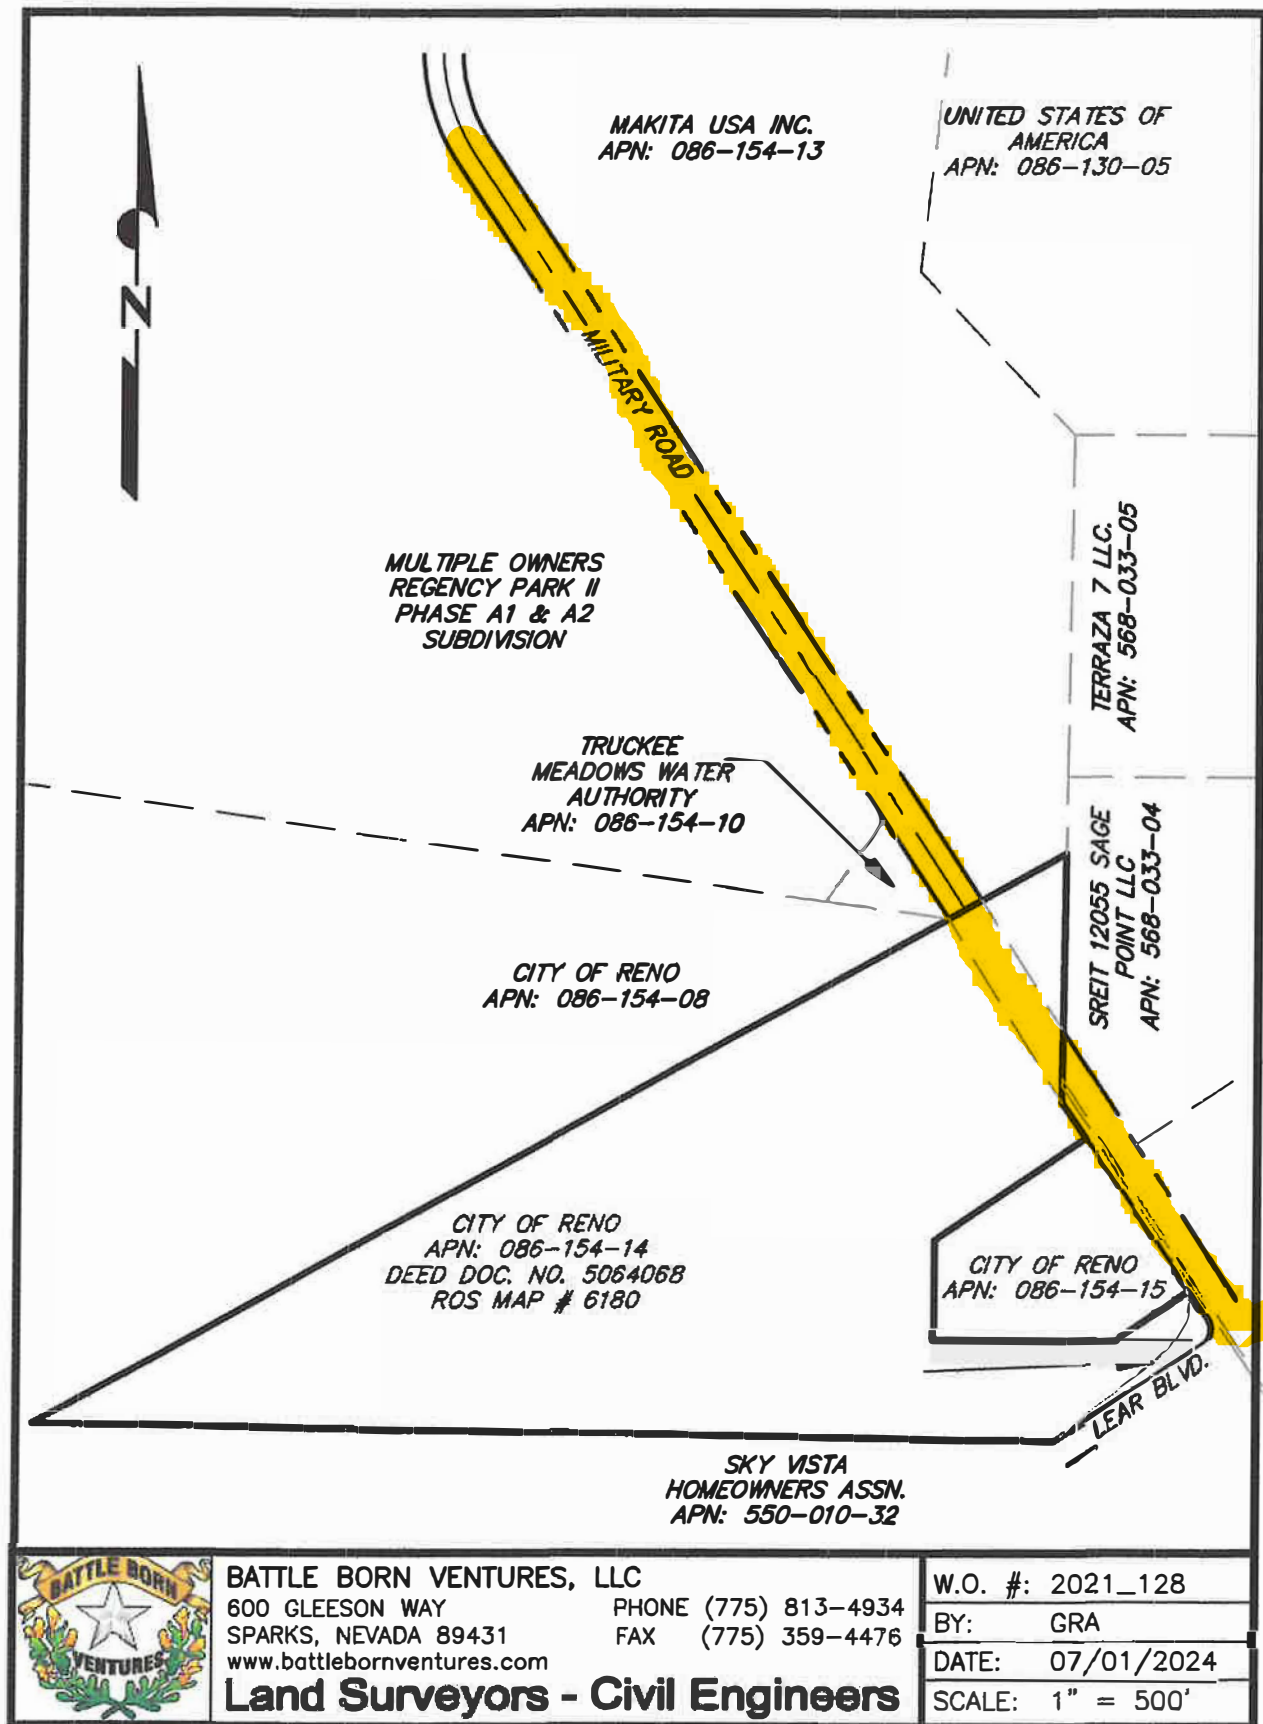 MAKITA USA INC.
APN: 086-154-13
UNITED STATES OF
AMERICA
APN: 086-130-05
N
MILITARY ROAD
MULTIPLE OWNERS
REGENCY PARK II
PHASE A1 & A2
SUBDIVISION
TERRAZA 7 LLC.
APN: 568-033-05
TRUCKEE
MEADOWS WATER
AUTHORITY
APN: 086-154-10
SREIT 12055 SAGE
POINT LLC
APN: 568-033-04
CITY OF RENO
APN: 086-154-08
CITY OF RENO
APN: 086-154-14
DEED DOC. NO. 5064068
ROS MAP # 6180
CITY OF RENO
APN: 086-154-15
LEAR BLVD.
SKY VISTA
HOMEOWNERS ASSN.
APN: 550-010-32
BATTLE BORN
VENTURES
BATTLE BORN VENTURES, LLC
600 GLEESON WAY PHONE (775) 813-4934
SPARKS, NEVADA 89431 FAX (775) 359-4476
www.battlebornventures.com
Land Surveyors - Civil Engineers
W.O. #: 2021_128
BY: GRA
DATE: 07/01/2024
SCALE: 1" = 500'